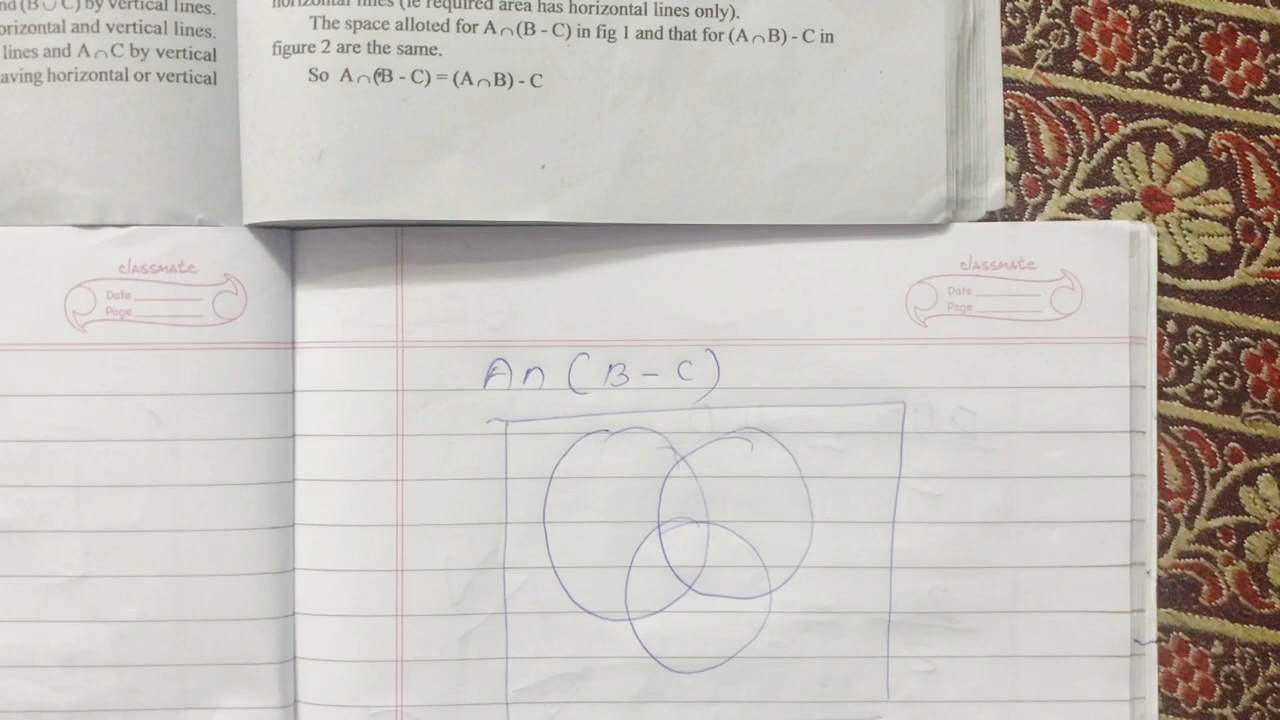 nd (B∪C) by vertical lines.
orizontal and vertical lines.
lines and A∩C by vertical
aving horizontal or vertical
horizontal lines (ie required area has horizontal lines only).
The space alloted for A∩(B - C) in fig 1 and that for (A∩B) - C in
figure 2 are the same.
So A∩(B - C) = (A∩B) - C
classmate
Date
Page
classmate
Date
Page
A∩(B-C)